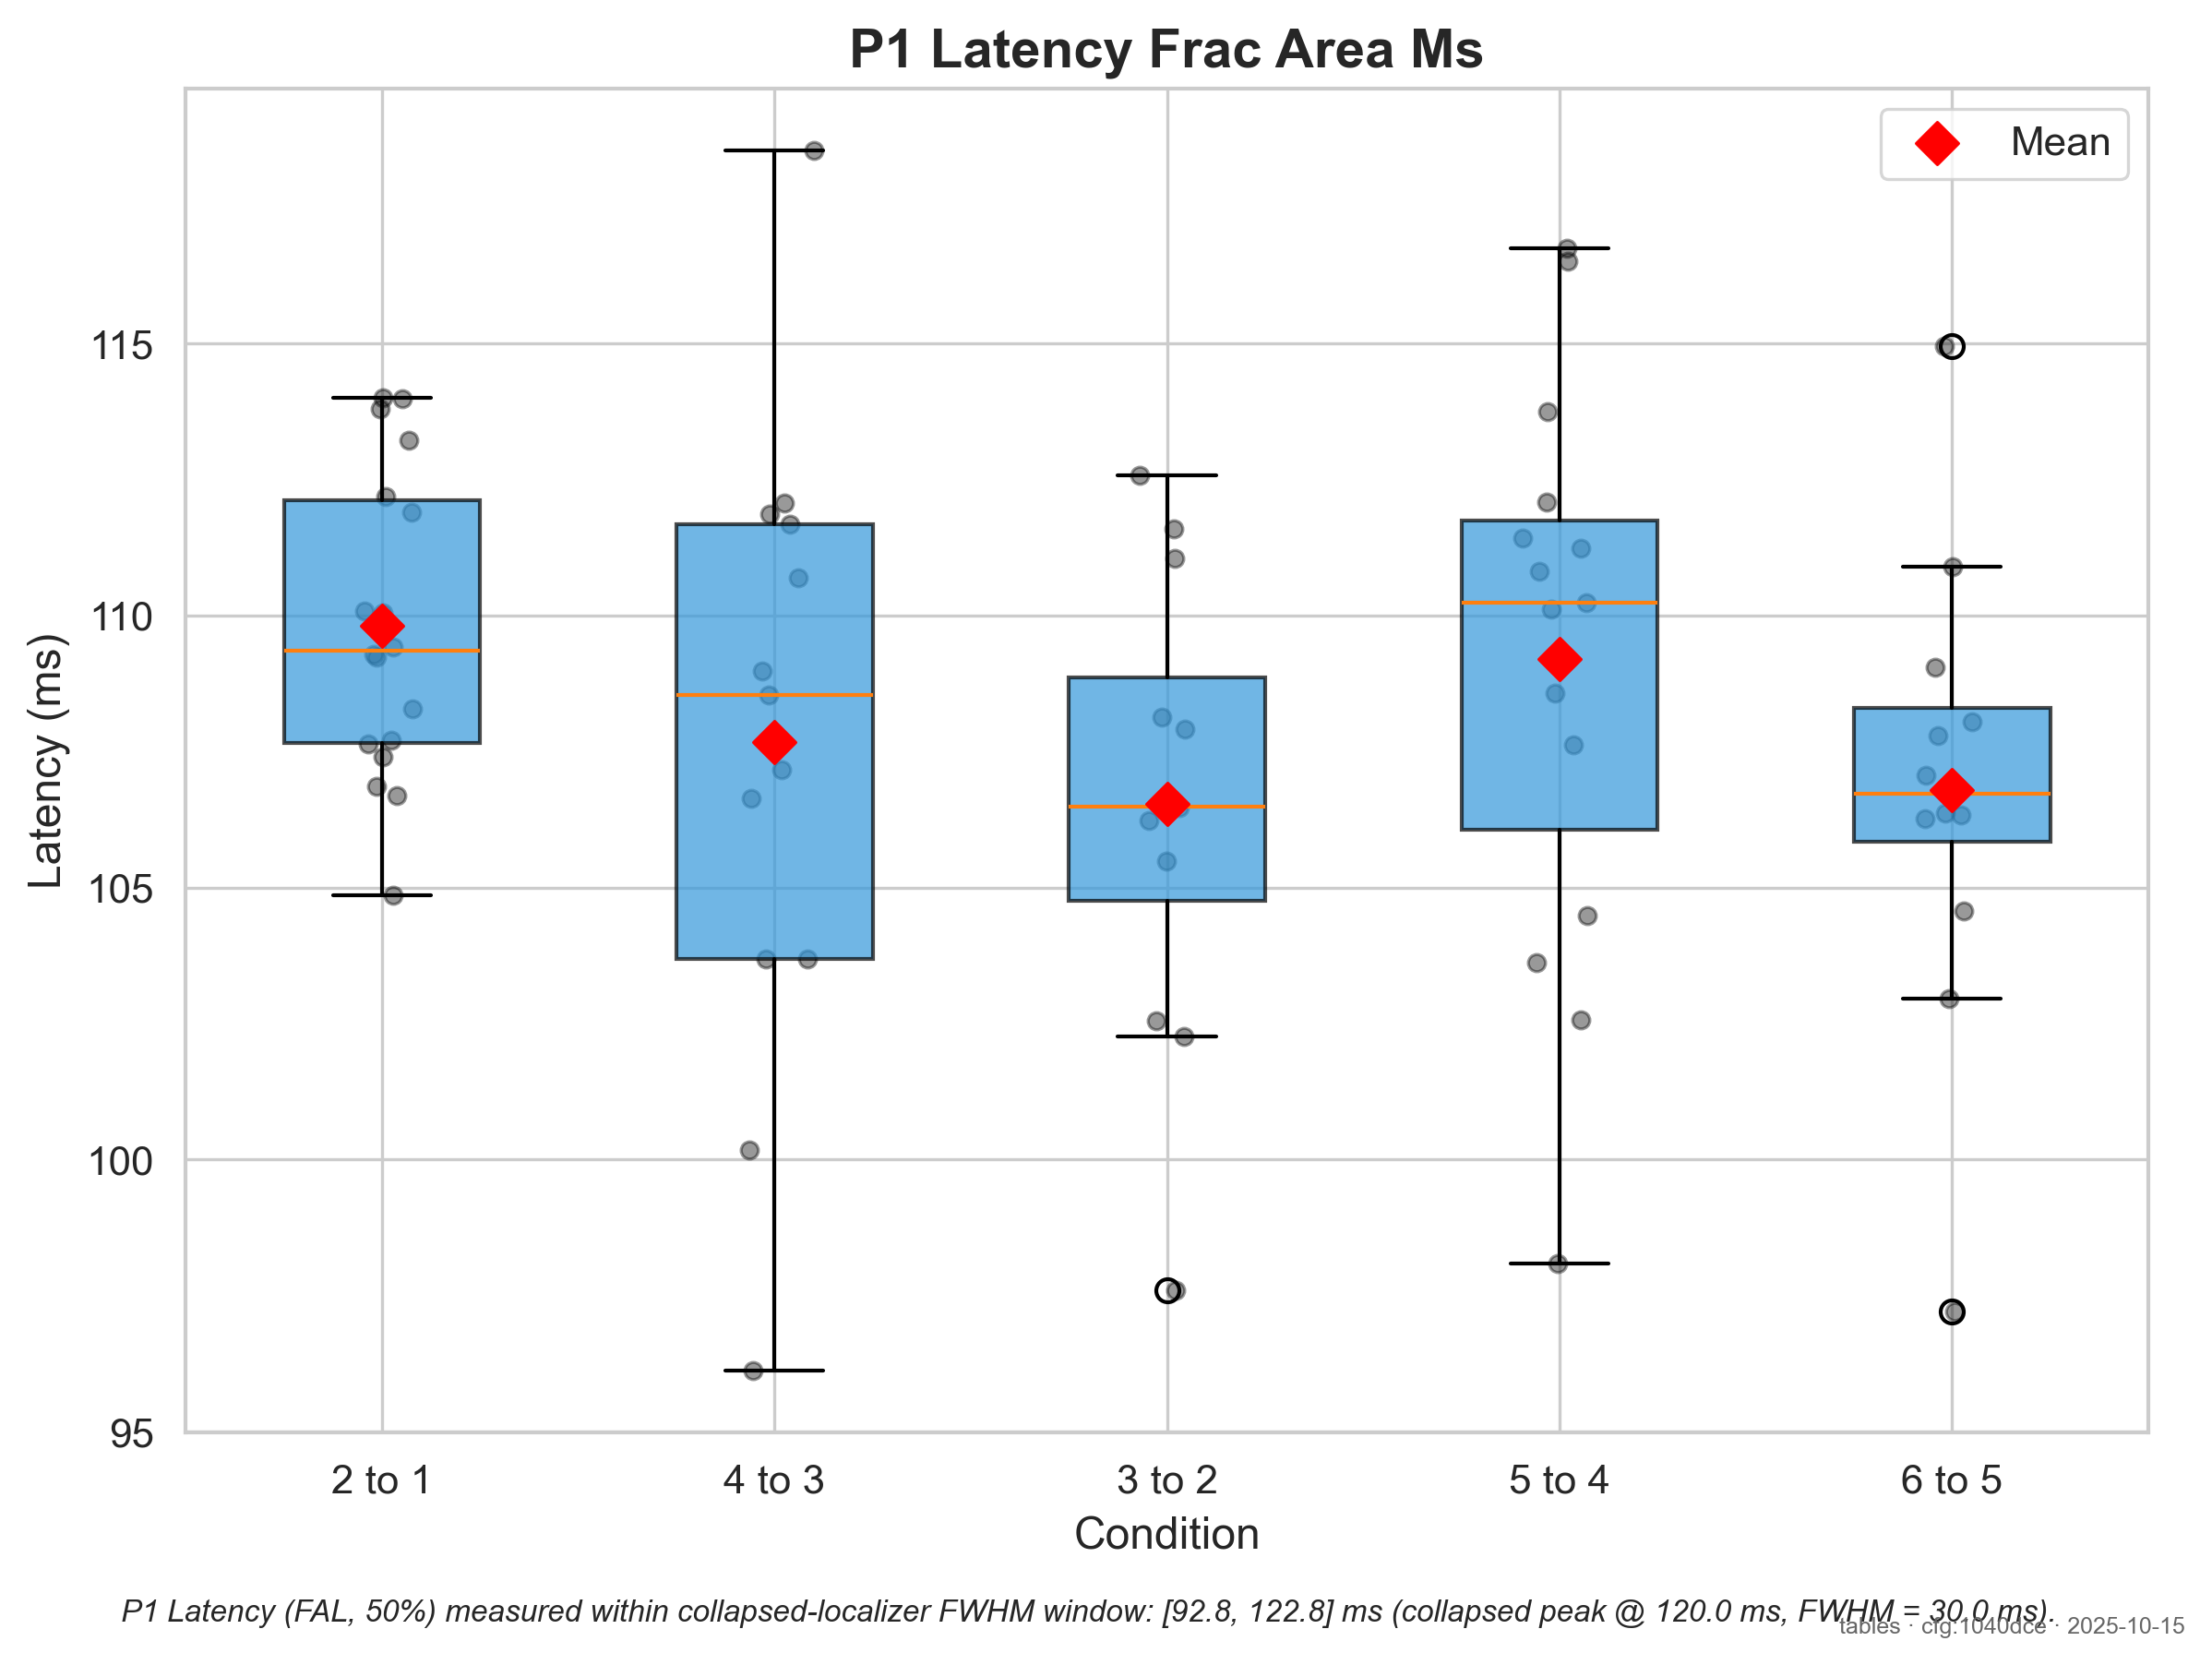 P1 Latency Frac Area Ms
Mean
Latency (ms)
115
110
105
100
95
2 to 1
4 to 3
3 to 2
5 to 4
6 to 5
Condition
P1 Latency (FAL, 50%) measured within collapsed-localizer FWHM window: [92.8, 122.8] ms (collapsed peak @ 120.0 ms, FWHM = 30.0 ms).
tables · cfg:1040dce · 2025-10-15